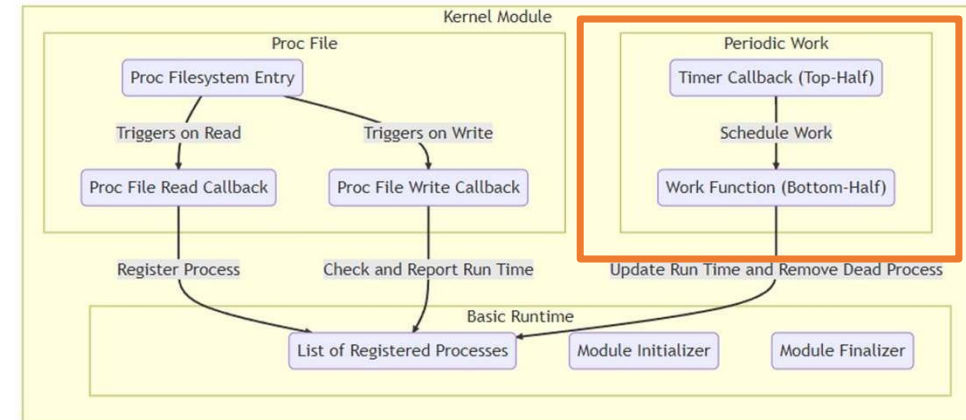 Kernel Module
Proc File
Periodic Work
Proc Filesystem Entry
Timer Callback (Top-Half)
Triggers on Read
Triggers on Write
Schedule Work
Proc File Read Callback
Proc File Write Callback
Work Function (Bottom-Half)
Register Process
Check and Report Run Time
Update Run Time and Remove Dead Process
Basic Runtime
List of Registered Processes
Module Initializer
Module Finalizer